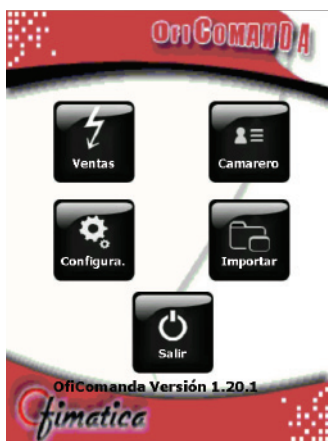 OfiComanda
Ventas
Camarero
Configura.
Importar
Salir
OfiComanda Versión 1.20.1
Ofimatica